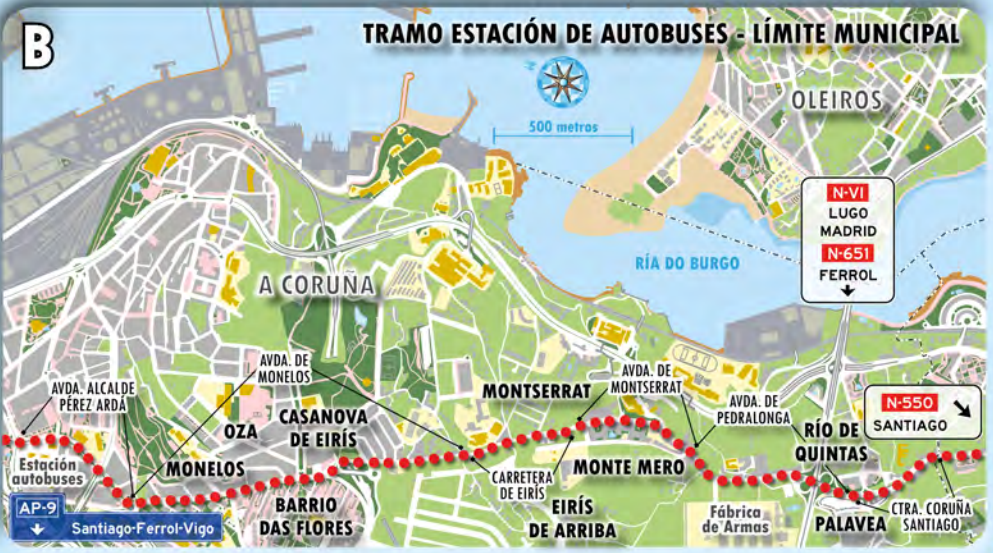 B
TRAMO ESTACIÓN DE AUTOBUSES - LÍMITE MUNICIPAL
N
500 metros
OLEIROS
N-VI
LUGO
MADRID
N-651
FERROL
RÍA DO BURGO
A CORUÑA
AVDA. ALCALDE
PÉREZ ARDÁ
AVDA. DE
MONELOS
OZA
CASANOVA
DE EIRÍS
MONTSERRAT
AVDA. DE
MONTSERRAT
AVDA. DE
PEDRALONGA
RÍO DE
QUINTAS
N-550
SANTIAGO
Estación
autobuses
MONELOS
AP-9
Santiago-Ferrol-Vigo
BARRIO
DAS FLORES
CARRETERA
DE EIRÍS
EIRÍS
DE ARRIBA
MONTE MERO
Fábrica
de Armas
PALAVEA
CTRA. CORUÑA
SANTIAGO